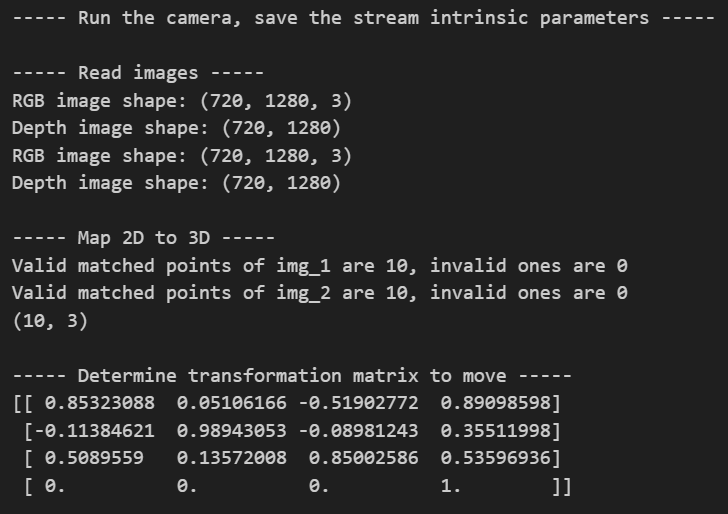 ----- Run the camera, save the stream intrinsic parameters -----
----- Read images -----
RGB image shape: (720, 1280, 3)
Depth image shape: (720, 1280)
RGB image shape: (720, 1280, 3)
Depth image shape: (720, 1280)
----- Map 2D to 3D -----
Valid matched points of img_1 are 10, invalid ones are 0
Valid matched points of img_2 are 10, invalid ones are 0
(10, 3)
----- Determine transformation matrix to move -----
[[ 0.85323088  0.05106166 -0.51902772  0.89098598]
 [-0.11384621  0.98943053 -0.08981243  0.35511998]
 [ 0.5089559   0.13572008  0.85002586  0.53596936]
 [ 0.          0.          0.          1.        ]]